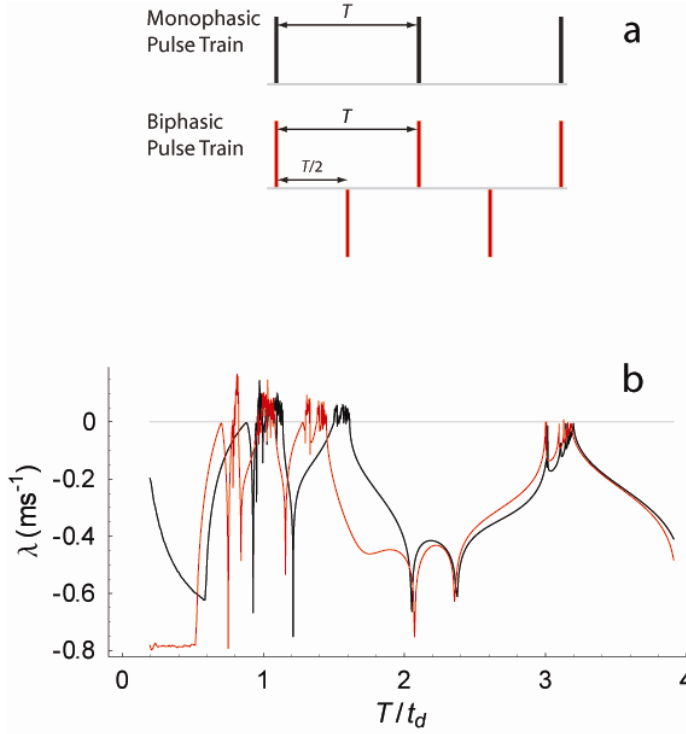 Monophasic
Pulse Train
T
a
Biphasic
Pulse Train
T
T/2
b
0
-0.2
-0.4
-0.6
-0.8
λ (ms⁻¹)
0
1
2
3
4
T/t_d